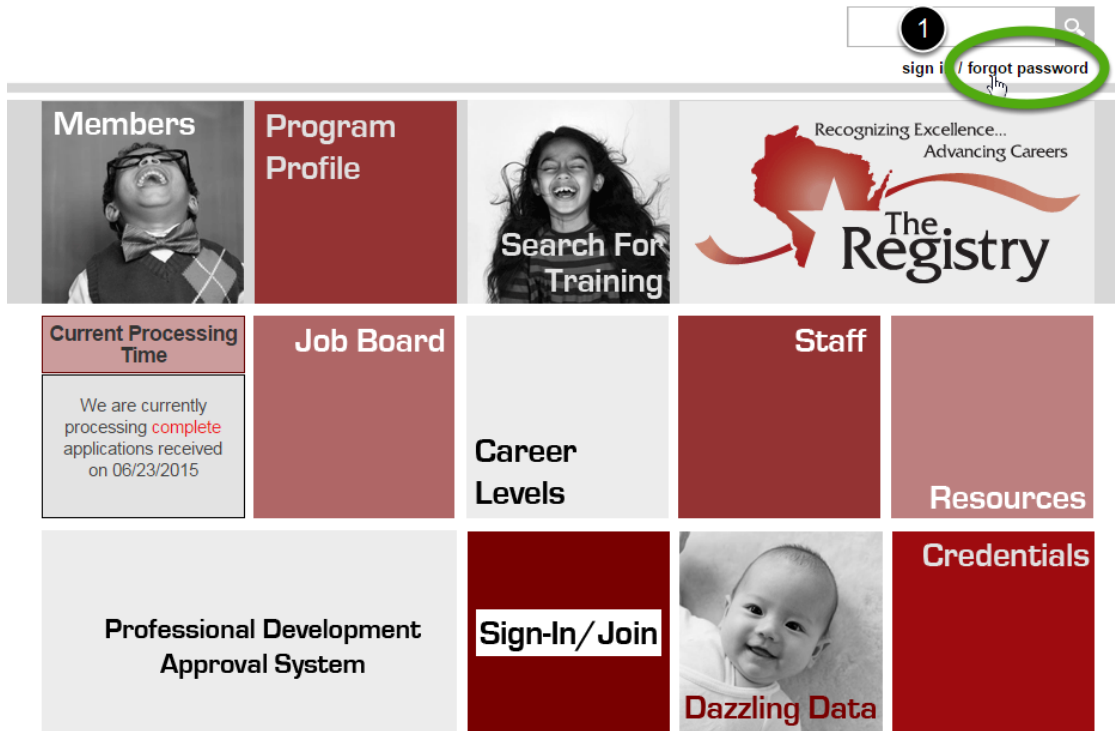 1
sign i / forgot password
Members
Program
Profile
Search For
Training
Recognizing Excellence...
Advancing Careers
The
Registry
Current Processing
Time
We are currently
processing complete
applications received
on 06/23/2015
Job Board
Career
Levels
Staff
Resources
Professional Development
Approval System
Sign-In/Join
Dazzling Data
Credentials